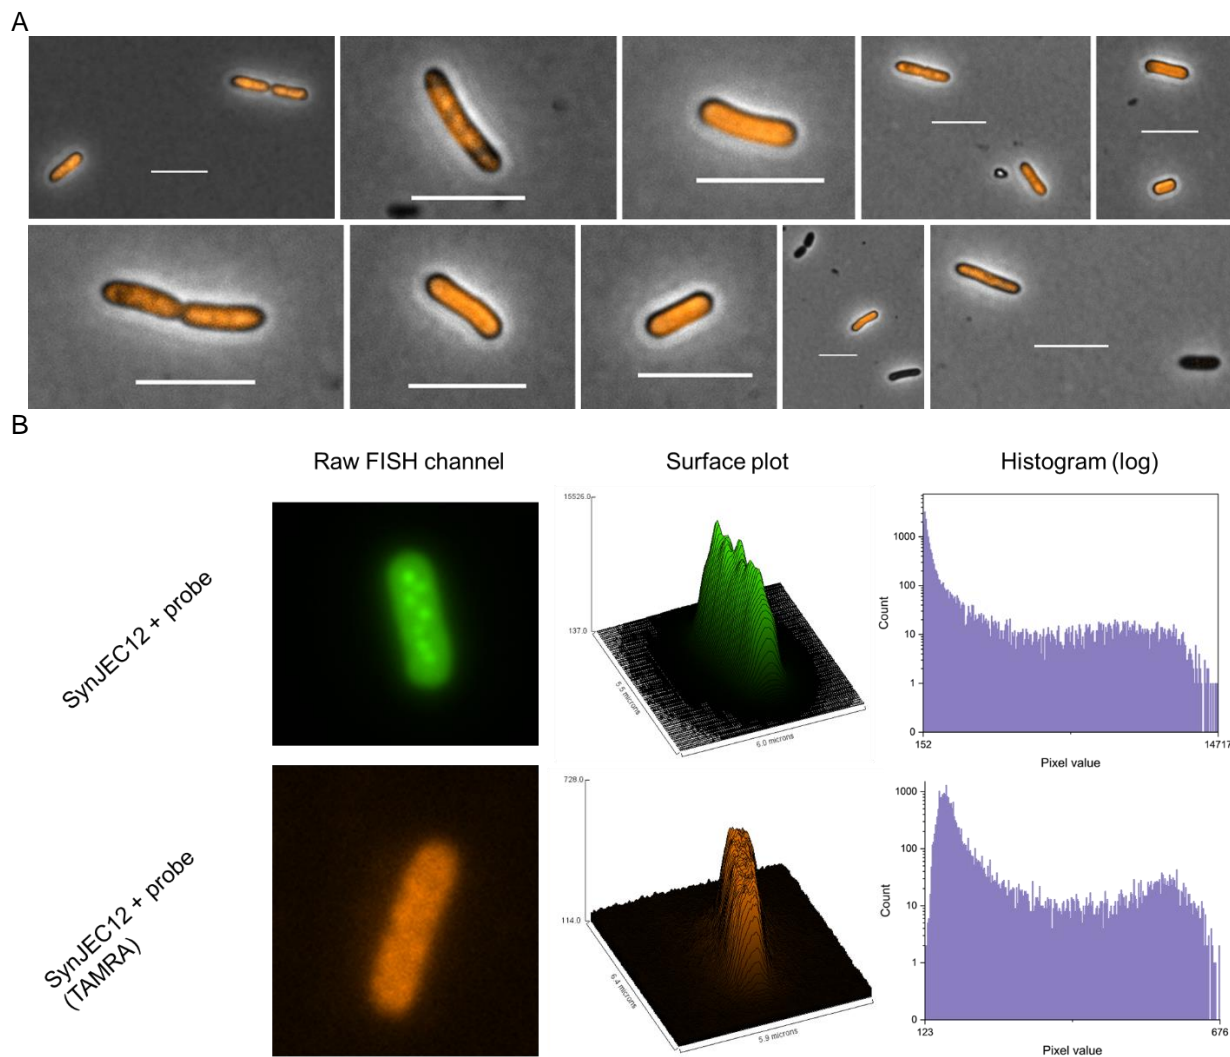 A
B
Raw FISH channel
Surface plot
Histogram (log)
SynJEC12 + probe
15526.0
137.0
5.5 microns
6.0 microns
Count
1000
100
10
1
0
152
14717
Pixel value
SynJEC12 + probe
(TAMRA)
728.0
114.0
6.4 microns
5.9 microns
Count
1000
100
10
1
0
123
676
Pixel value